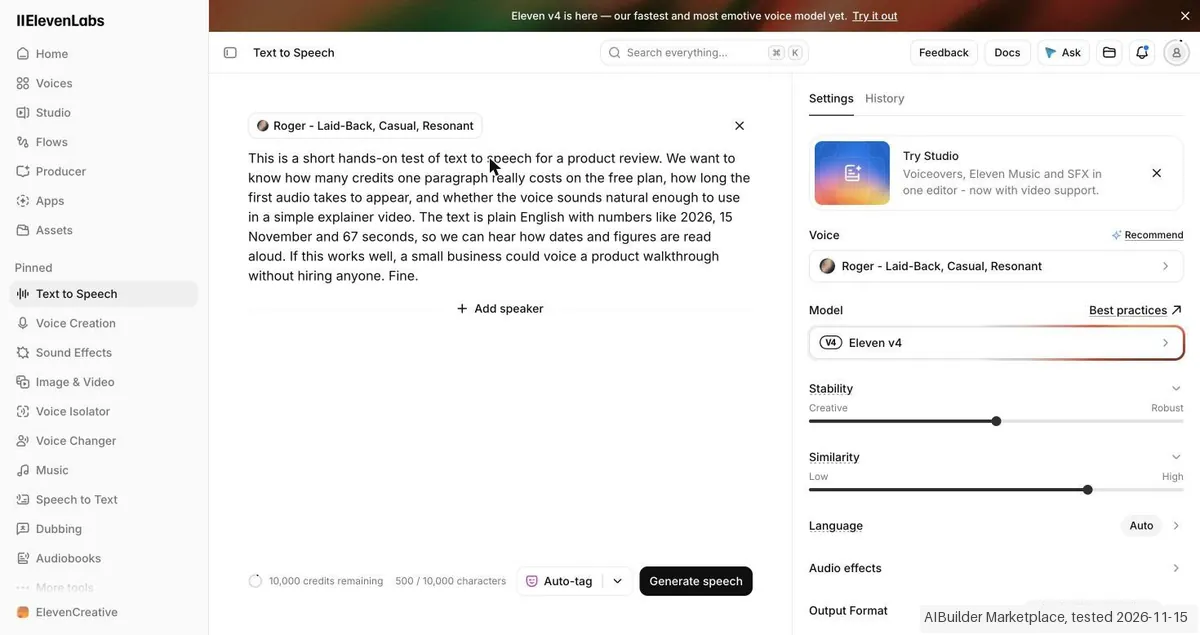 IIElevenLabs
Home
Voices
Studio
Flows
Producer
Apps
Assets
Pinned
Text to Speech
Voice Creation
Sound Effects
Image & Video
Voice Isolator
Voice Changer
Music
Speech to Text
Dubbing
Audiobooks
More tools
ElevenCreative
Eleven v4 is here — our fastest and most emotive voice model yet. Try it out
Text to Speech
Search everything... ⌘ K
Feedback
Docs
Ask
Roger - Laid-Back, Casual, Resonant
This is a short hands-on test of text to speech for a product review. We want to
know how many credits one paragraph really costs on the free plan, how long the
first audio takes to appear, and whether the voice sounds natural enough to use
in a simple explainer video. The text is plain English with numbers like 2026, 15
November and 67 seconds, so we can hear how dates and figures are read
aloud. If this works well, a small business could voice a product walkthrough
without hiring anyone. Fine.
Add speaker
10,000 credits remaining
500 / 10,000 characters
Auto-tag
Generate speech
Settings
History
Try Studio
Voiceovers, Eleven Music and SFX in
one editor - now with video support.
Voice
Recommend
Roger - Laid-Back, Casual, Resonant
Model
Best practices
V4 Eleven v4
Stability
Creative
Robust
Similarity
Low
High
Language
Auto
Audio effects
Output Format
AIBuilder Marketplace, tested 2026-11-15